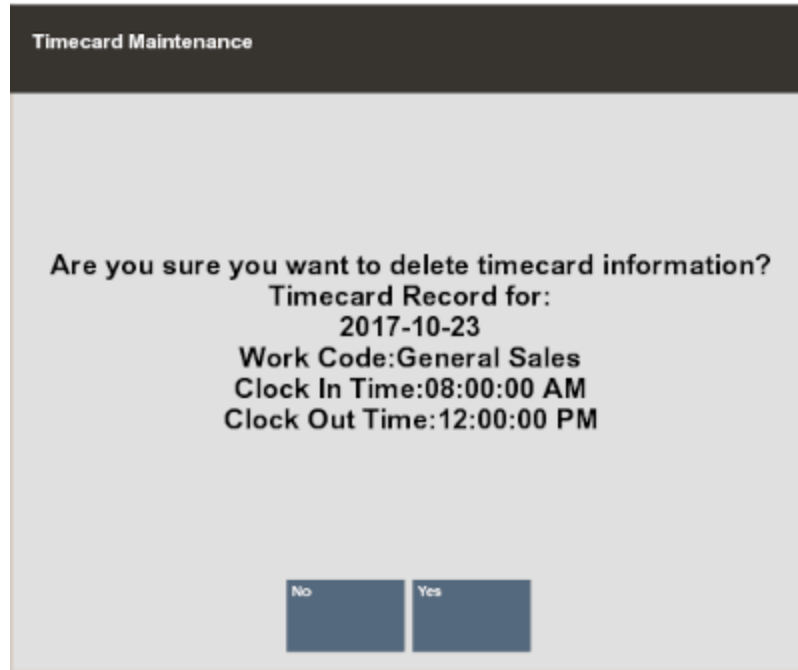 Timecard Maintenance
Are you sure you want to delete timecard information?
Timecard Record for:
2017-10-23
Work Code:General Sales
Clock In Time:08:00:00 AM
Clock Out Time:12:00:00 PM
No
Yes